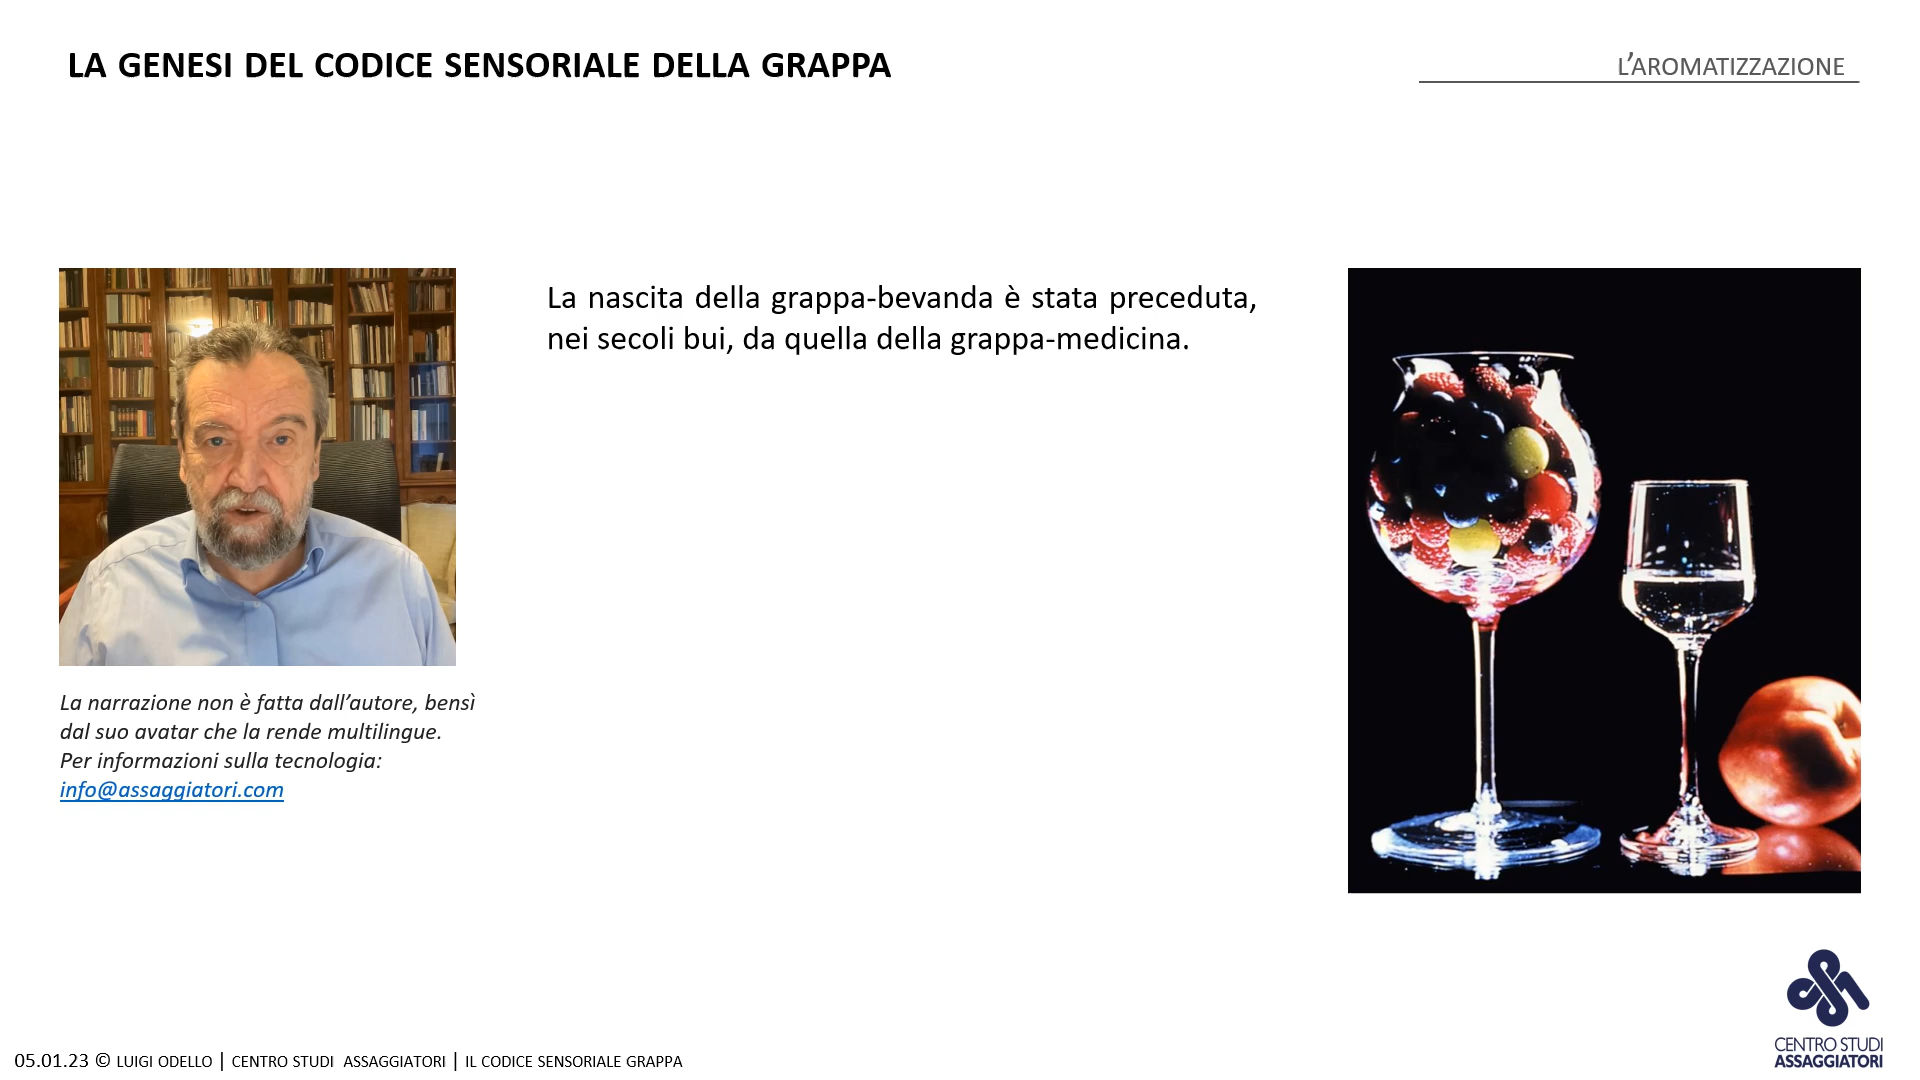 LA GENESI DEL CODICE SENSORIALE DELLA GRAPPA
L'AROMATIZZAZIONE
La nascita della grappa-bevanda è stata preceduta,
nei secoli bui, da quella della grappa-medicina.
La narrazione non è fatta dall'autore, bensì
dal suo avatar che la rende multilingue.
Per informazioni sulla tecnologia:
info@assaggiatori.com
CENTRO STUDI
ASSAGGIATORI
05.01.23 © LUIGI ODELLO | CENTRO STUDI ASSAGGIATORI | IL CODICE SENSORIALE GRAPPA